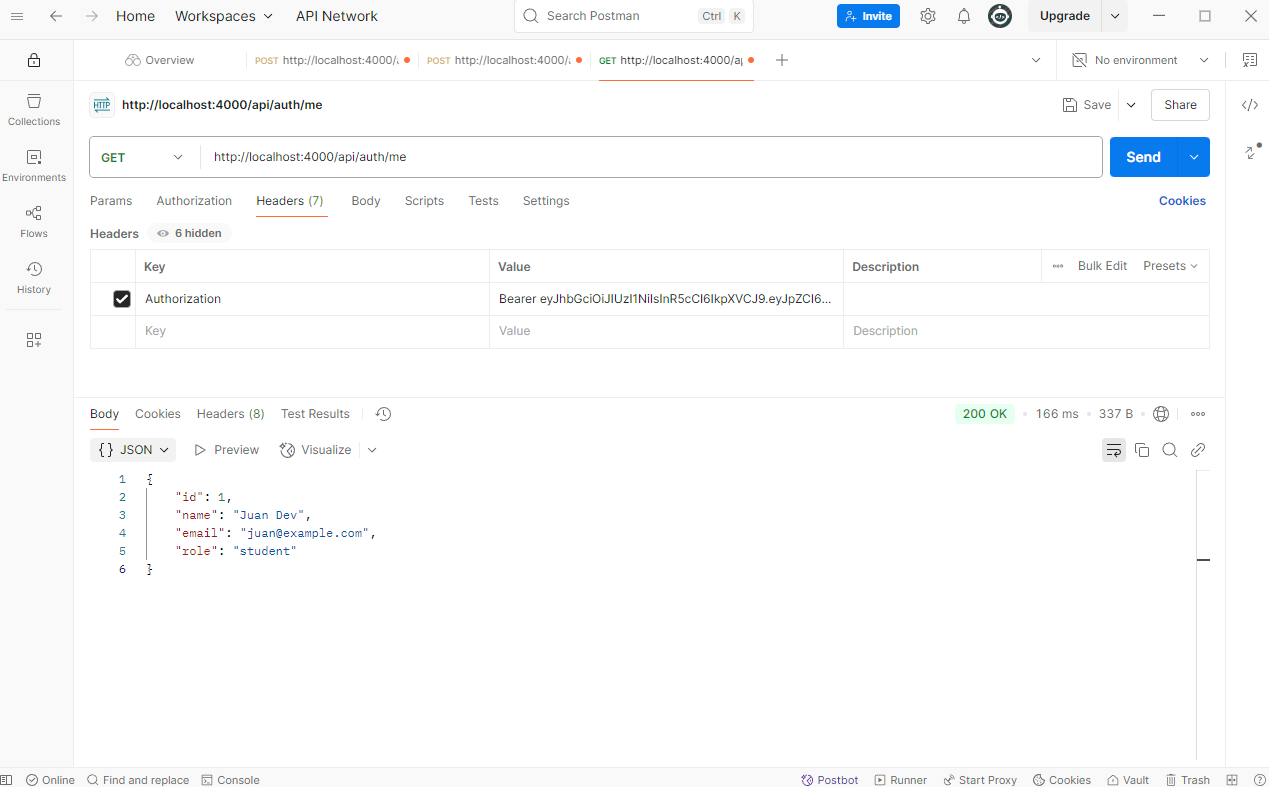 Home Workspaces API Network Search Postman Ctrl K Invite Upgrade
Overview POST http://localhost:4000/ POST http://localhost:4000/ GET http://localhost:4000/ No environment
HTTP http://localhost:4000/api/auth/me Save Share
Collections
Environments
Flows
History
GET http://localhost:4000/api/auth/me Send
Params Authorization Headers (7) Body Scripts Tests Settings Cookies
Headers 6 hidden
Key Value Description Bulk Edit Presets
Authorization Bearer
Key Value Description
Body Cookies Headers (8) Test Results 200 OK 166 ms 337 B
{} JSON Preview Visualize
1 {
2 "id": 1,
3 "name": "Juan Dev",
4 "email": "juan@example.com",
5 "role": "student"
6 }
Online Find and replace Console Postbot Runner Start Proxy Cookies Vault Trash